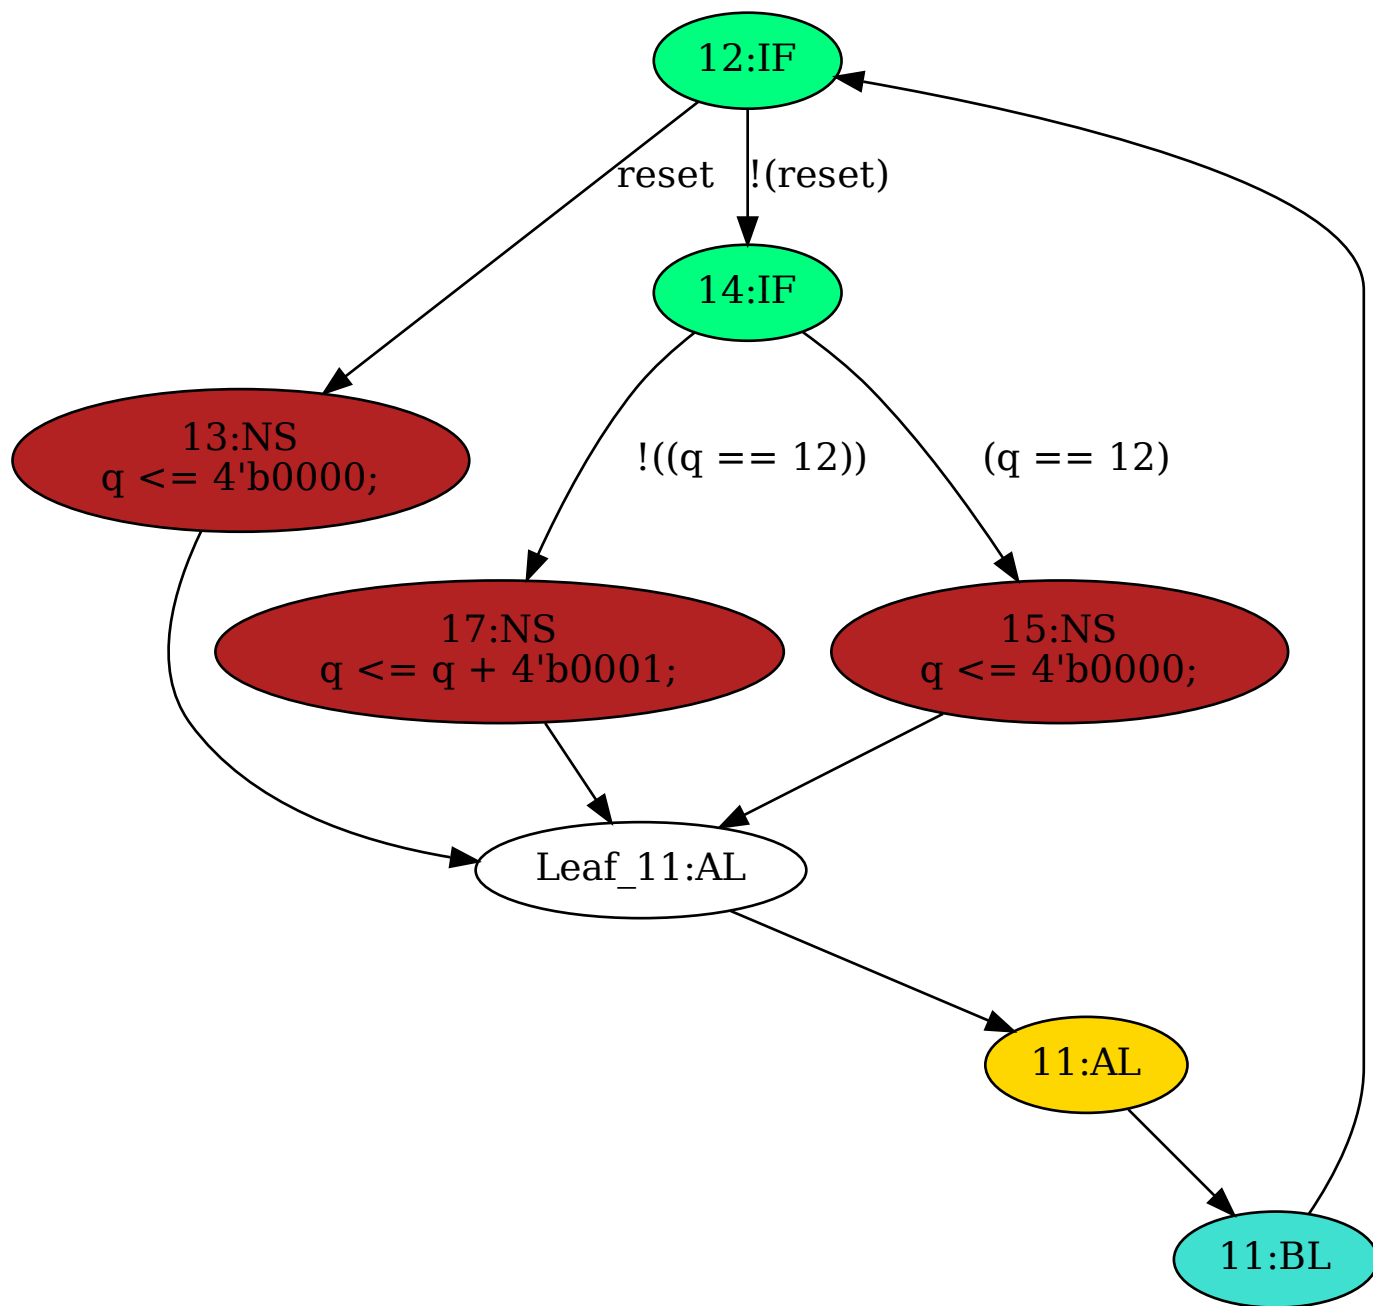 12:IF
reset
!(reset)
14:IF
13:NS
q <= 4'b0000;
!((q == 12))
(q == 12)
17:NS
q <= q + 4'b0001;
15:NS
q <= 4'b0000;
Leaf_11:AL
11:AL
11:BL